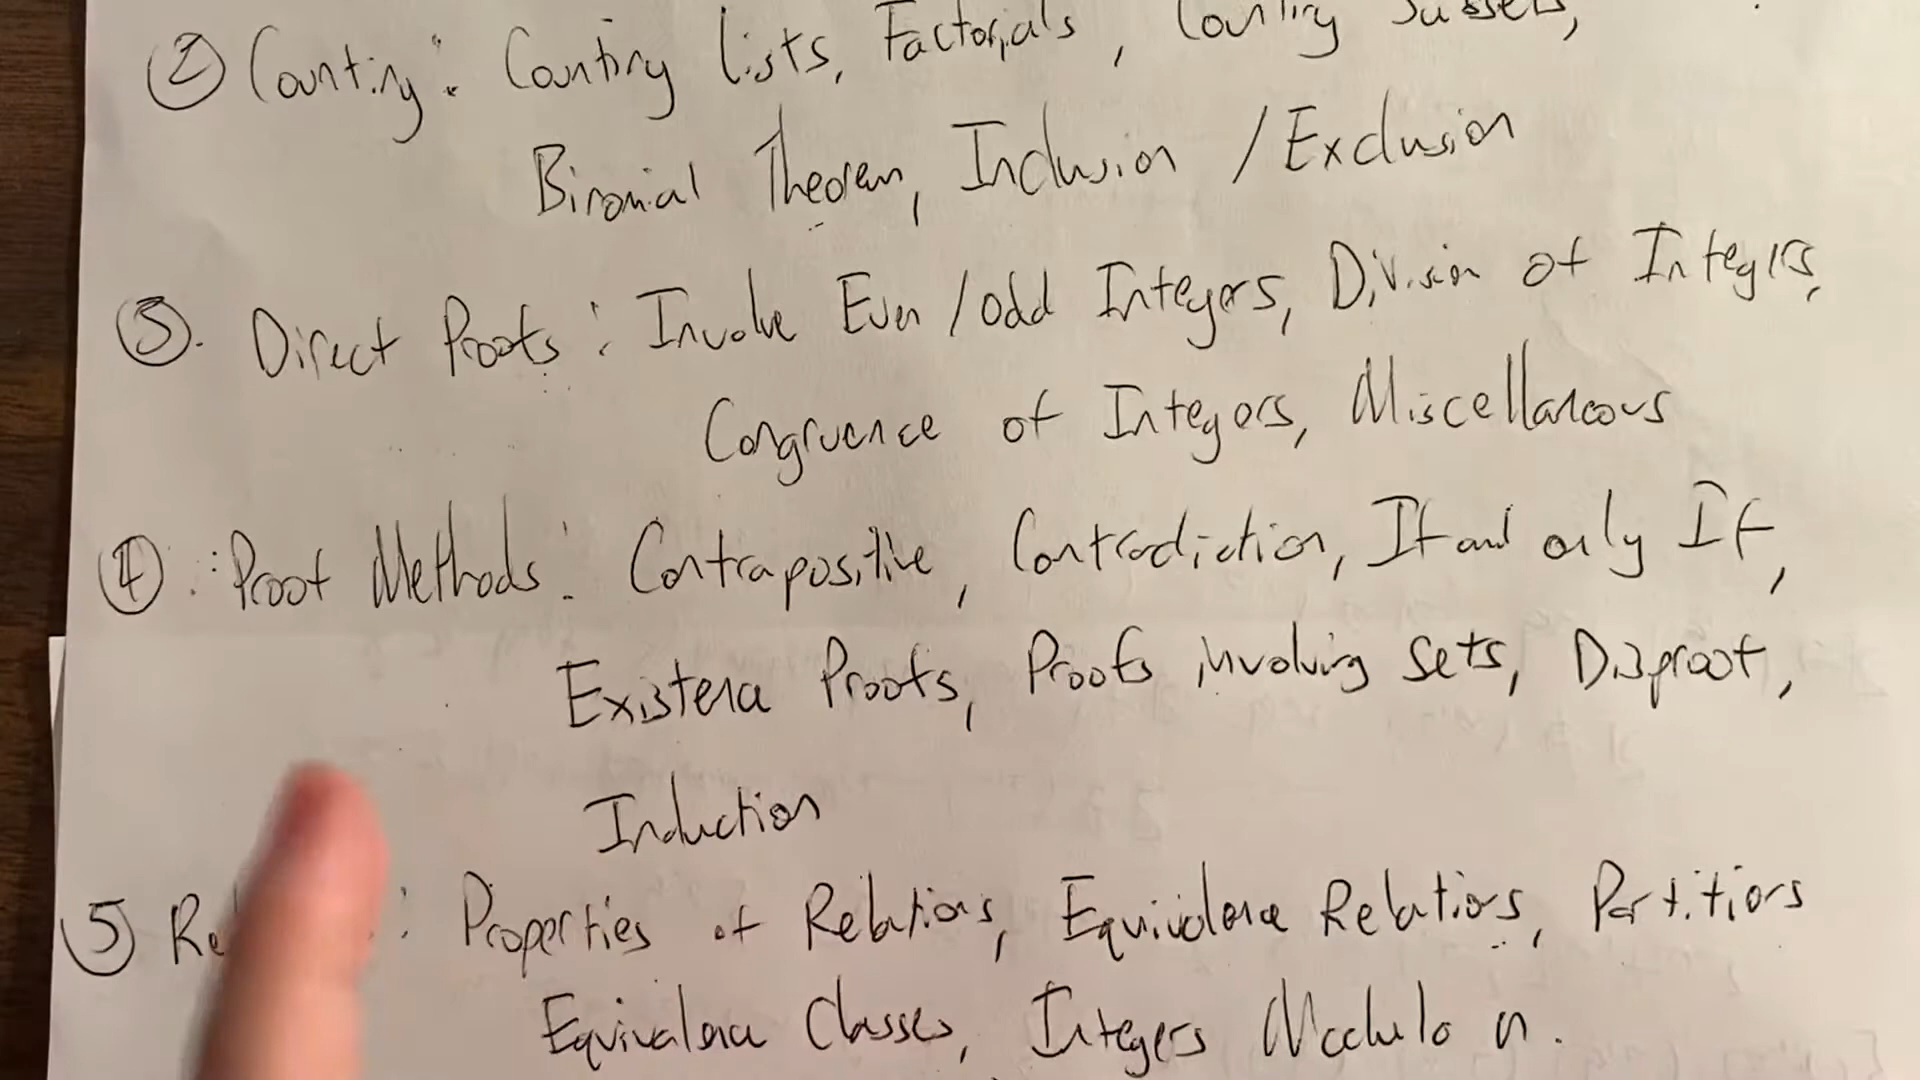 ② Counting: Counting Lists, Factorials, Counting Subsets,
Binomial Theorem, Inclusion / Exclusion
③. Direct Proofs: Involve Even / odd Integers, Division of Integers,
Congruence of Integers, Miscellaneous
④: Proof Methods: Contrapositive, Contradiction, If and only If,
Existence Proofs, Proofs involving Sets, Disproof,
Induction
⑤ Re : Properties of Relations, Equivalence Relations, Partitions
Equivalence Classes, Integers Modulo n.